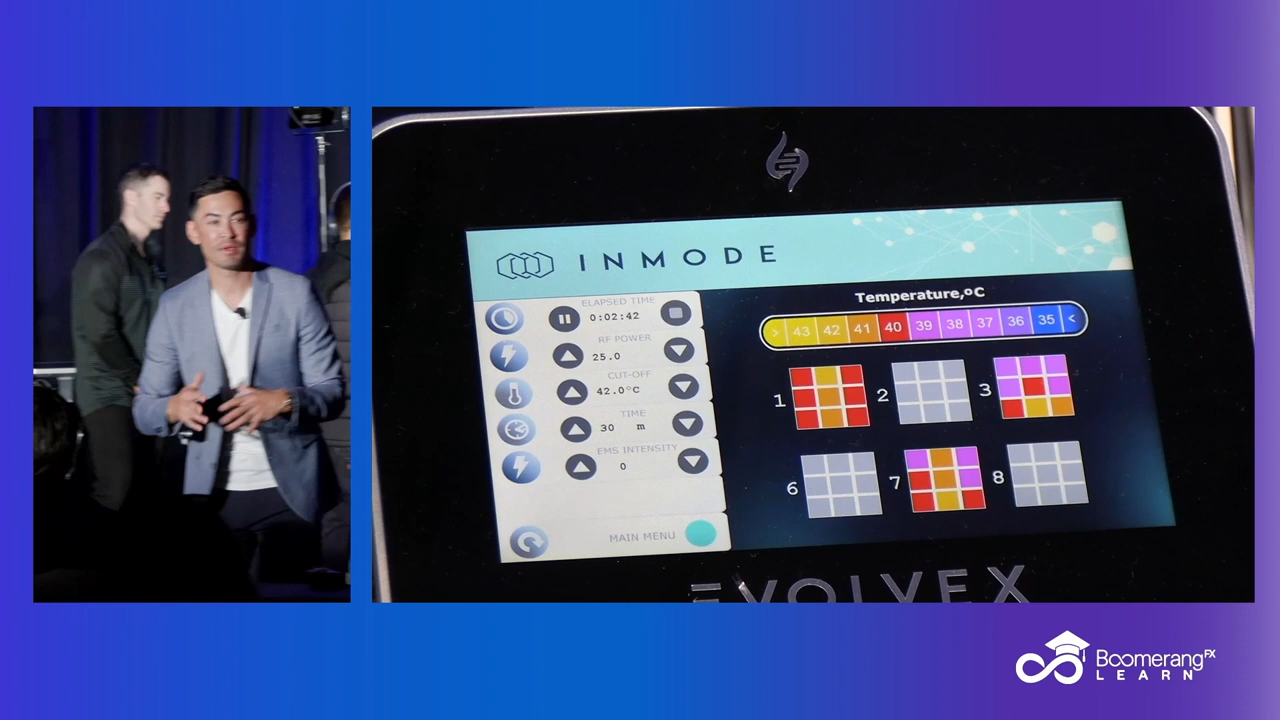 INMODE
ELAPSED TIME
0:02:42
RF POWER
25.0
CUT-OFF
42.0°C
TIME
30 m
EMS INTENSITY
0
MAIN MENU
Temperature,ºC
> 43 42 41 40 39 38 37 36 35 <
1 2 3
6 7 8
EVOLVE X
BoomerangFX
LEARN